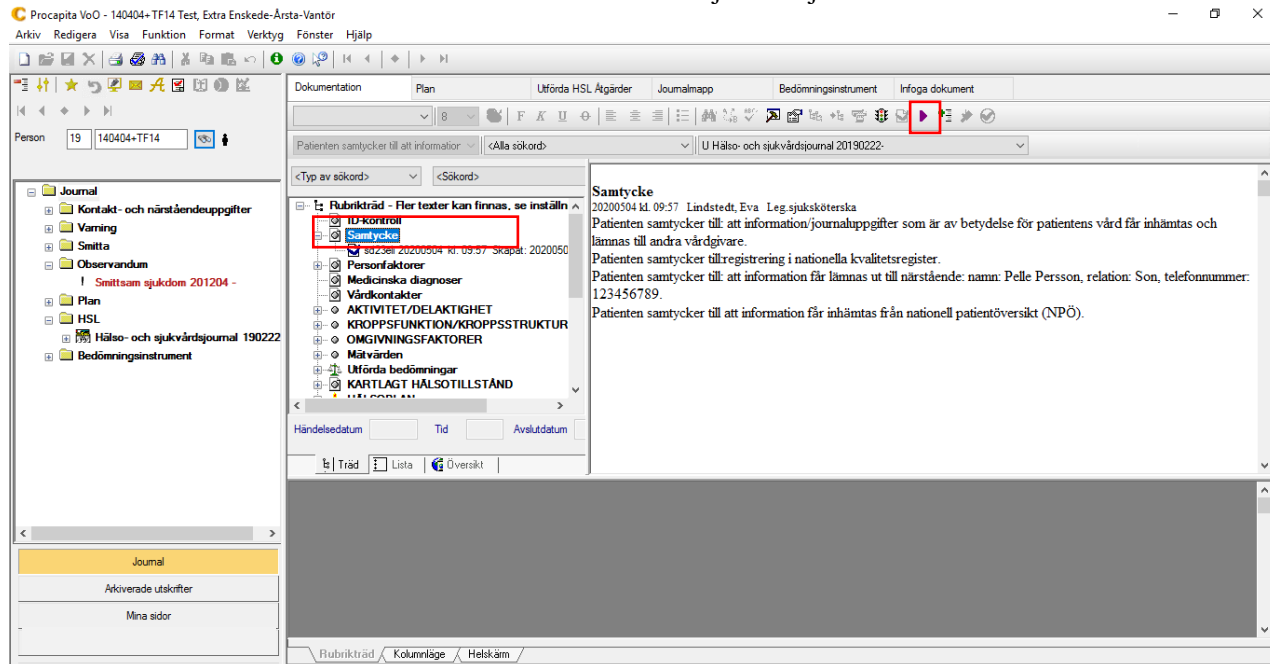 Procapita VoO - 140404+TF14 Test, Extra Enskede-Årsta-Vantör
Arkiv Redigera Visa Funktion Format Verktyg Fönster Hjälp
Dokumentation Plan Utförda HSL Åtgärder Journalmapp Bedömningsinstrument Infoga dokument
8 F K U
Person 19 140404+TF14
Patienten samtycker till att information <Alla sökord> U Hälso- och sjukvårdsjournal 20190222-
<Typ av sökord> <Sökord>
Journal
Kontakt- och närståendeuppgifter
Varning
Smitta
Observandum
! Smittsam sjukdom 201204 -
Plan
HSL
Hälso- och sjukvårdsjournal 190222
Bedömningsinstrument
Rubrikträd - Fler texter kan finnas, se inställn
ID-kontroll
Samtycke
sd23ell 20200504 kl. 09:57 Skapat: 2020050
Personfaktorer
Medicinska diagnoser
Vårdkontakter
AKTIVITET/DELAKTIGHET
KROPPSFUNKTION/KROPPSSTRUKTUR
OMGIVNINGSFAKTORER
Mätvärden
Utförda bedömningar
KARTLAGT HÄLSOTILLSTÅND
Händelsedatum Tid Avslutdatum
Träd Lista Översikt
Samtycke
20200504 kl. 09:57 Lindstedt, Eva Leg.sjuksköterska
Patienten samtycker till: att information/journaluppgifter som är av betydelse för patientens vård får inhämtas och
lämnas till andra vårdgivare.
Patienten samtycker till:registrering i nationella kvalitetsregister.
Patienten samtycker till: att information får lämnas ut till närstående: namn: Pelle Persson, relation: Son, telefonnummer:
123456789.
Patienten samtycker till att information får inhämtas från nationell patientöversikt (NPÖ).
Journal
Arkiverade utskrifter
Mina sidor
Rubrikträd Kolumnläge Helskärm